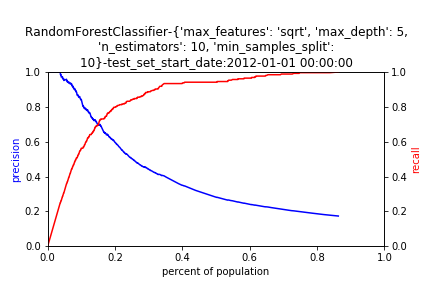 RandomForestClassifier-{'max_features': 'sqrt', 'max_depth': 5,
'n_estimators': 10, 'min_samples_split':
10}-test_set_start_date:2012-01-01 00:00:00
1.0
0.8
0.6
0.4
0.2
0.0
precision
1.0
0.8
0.6
0.4
0.2
0.0
recall
0.0 0.2 0.4 0.6 0.8 1.0
percent of population